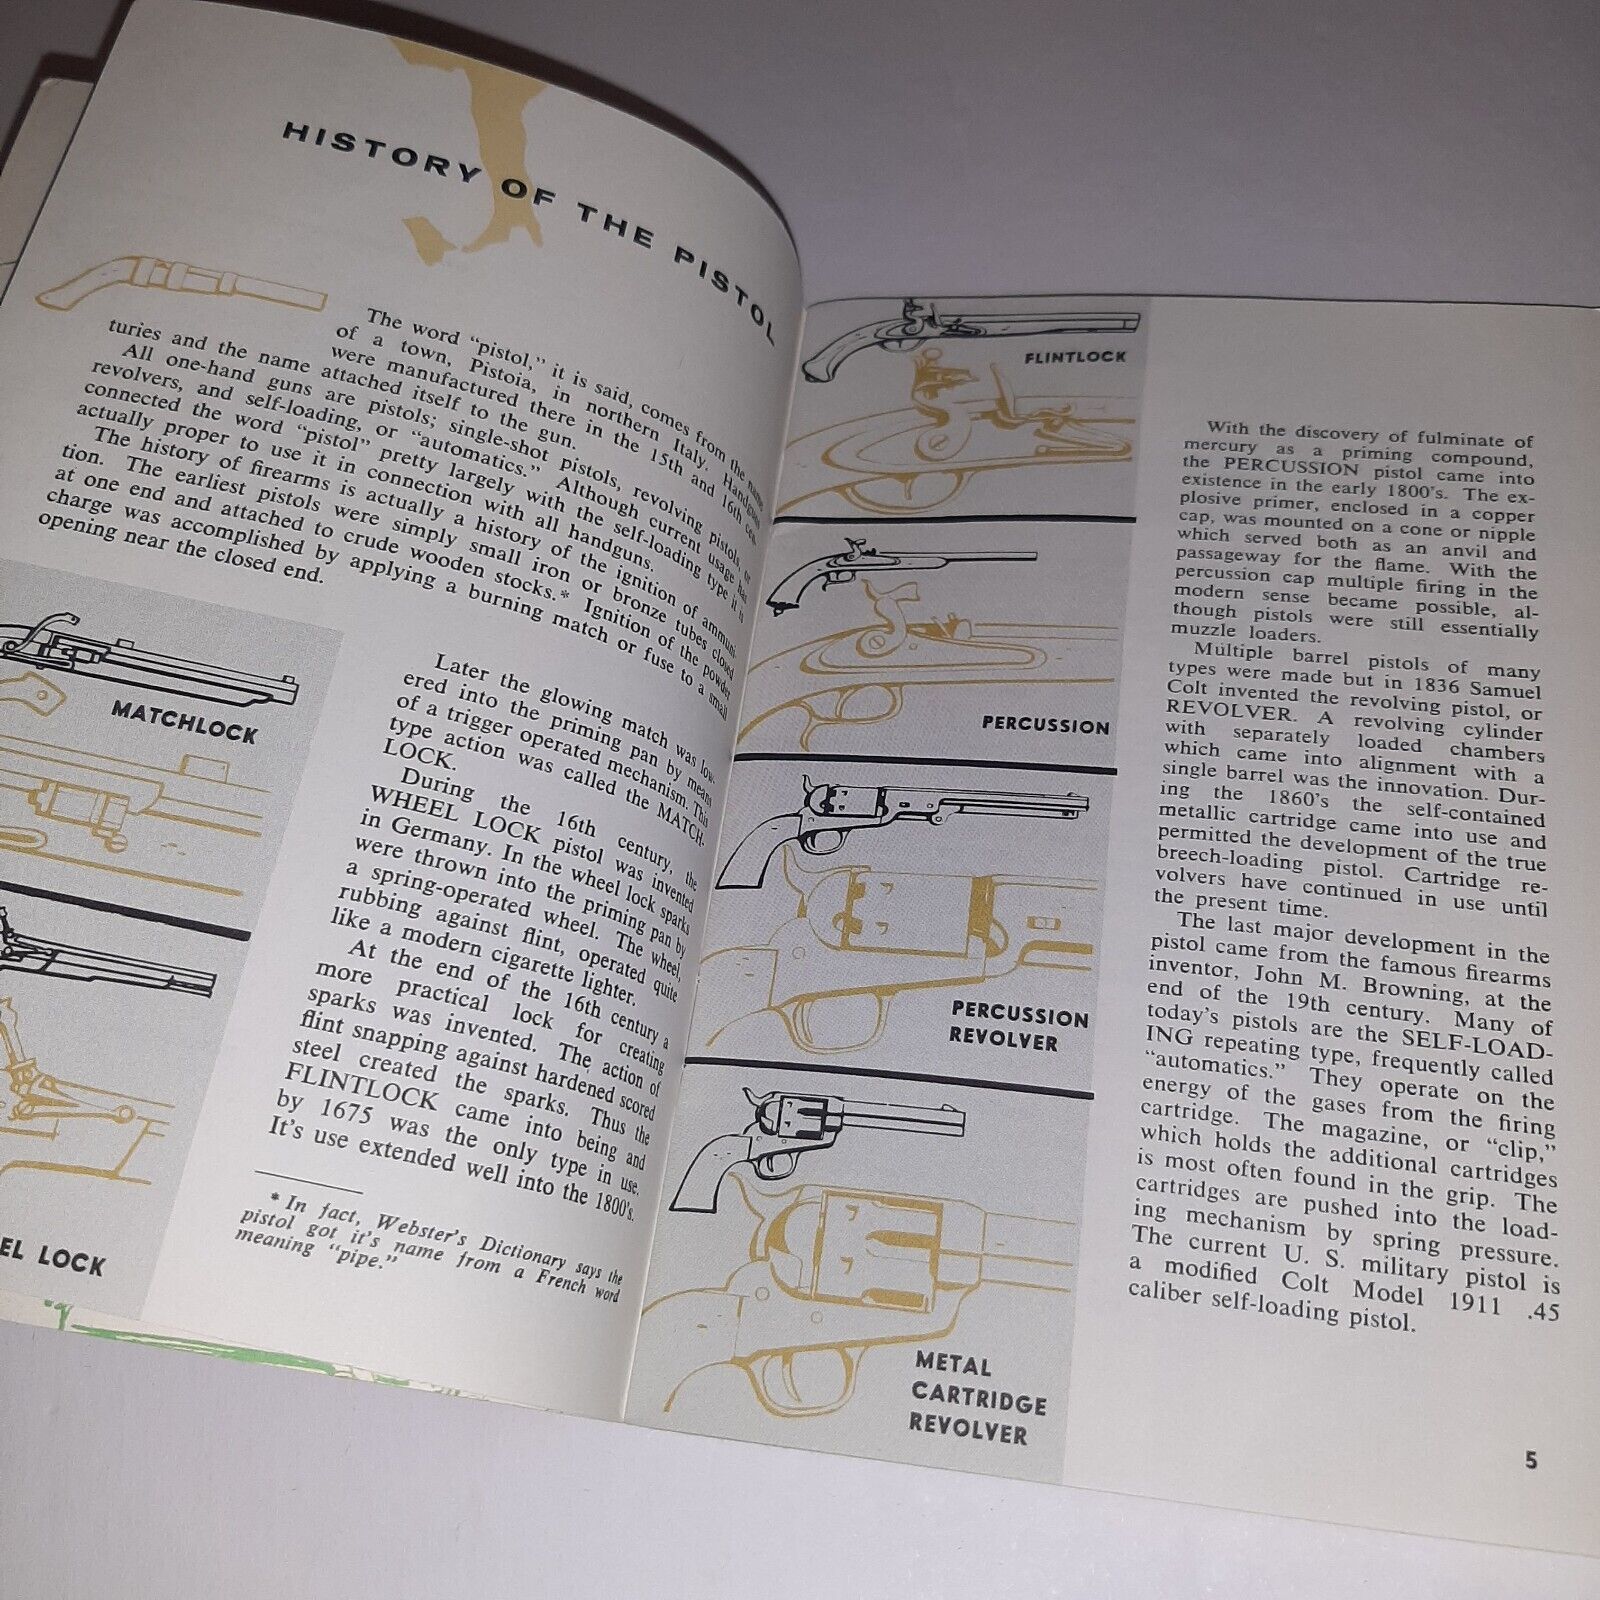 HISTORY OF THE PISTOL
The word "pistol," it is said, comes from the name
of a town, Pistoia, in northern Italy. Handguns
were manufactured there in the 15th and 16th cen-
turies and the name attached itself to the gun.
All one-hand guns are pistols; single-shot pistols, revolving pistols, or
revolvers, and self-loading, or "automatics." Although current usage has
connected the word "pistol" pretty largely with the self-loading type it is
actually proper to use it in connection with all handguns.
The history of firearms is actually a history of the ignition of ammuni-
tion. The earliest pistols were simply small iron or bronze tubes closed
at one end and attached to crude wooden stocks.* Ignition of the powder
charge was accomplished by applying a burning match or fuse to a small
opening near the closed end.
MATCHLOCK
Later the glowing match was low-
ered into the priming pan by means
of a trigger operated mechanism. This
type action was called the MATCH-
LOCK.
During the 16th century, the
WHEEL LOCK pistol was invented
in Germany. In the wheel lock sparks
were thrown into the priming pan by
a spring-operated wheel. The wheel,
rubbing against flint, operated quite
like a modern cigarette lighter.
At the end of the 16th century a
more practical lock for creating
sparks was invented. The action of
flint snapping against hardened scored
steel created the sparks. Thus the
FLINTLOCK came into being and
by 1675 was the only type in use.
It's use extended well into the 1800's.
EL LOCK
* In fact, Webster's Dictionary says the
pistol got it's name from a French word
meaning "pipe."
FLINTLOCK
PERCUSSION
PERCUSSION
REVOLVER
METAL
CARTRIDGE
REVOLVER
With the discovery of fulminate of
mercury as a priming compound,
the PERCUSSION pistol came into
existence in the early 1800's. The ex-
plosive primer, enclosed in a copper
cap, was mounted on a cone or nipple
which served both as an anvil and
passageway for the flame. With the
percussion cap multiple firing in the
modern sense became possible, al-
though pistols were still essentially
muzzle loaders.
Multiple barrel pistols of many
types were made but in 1836 Samuel
Colt invented the revolving pistol, or
REVOLVER. A revolving cylinder
with separately loaded chambers
which came into alignment with a
single barrel was the innovation. Dur-
ing the 1860's the self-contained
metallic cartridge came into use and
permitted the development of the true
breech-loading pistol. Cartridge re-
volvers have continued in use until
the present time.
The last major development in the
pistol came from the famous firearms
inventor, John M. Browning, at the
end of the 19th century. Many of
today's pistols are the SELF-LOAD-
ING repeating type, frequently called
"automatics." They operate on the
energy of the gases from the firing
cartridge. The magazine, or "clip,"
which holds the additional cartridges
is most often found in the grip. The
cartridges are pushed into the load-
ing mechanism by spring pressure.
The current U. S. military pistol is
a modified Colt Model 1911 .45
caliber self-loading pistol.
5